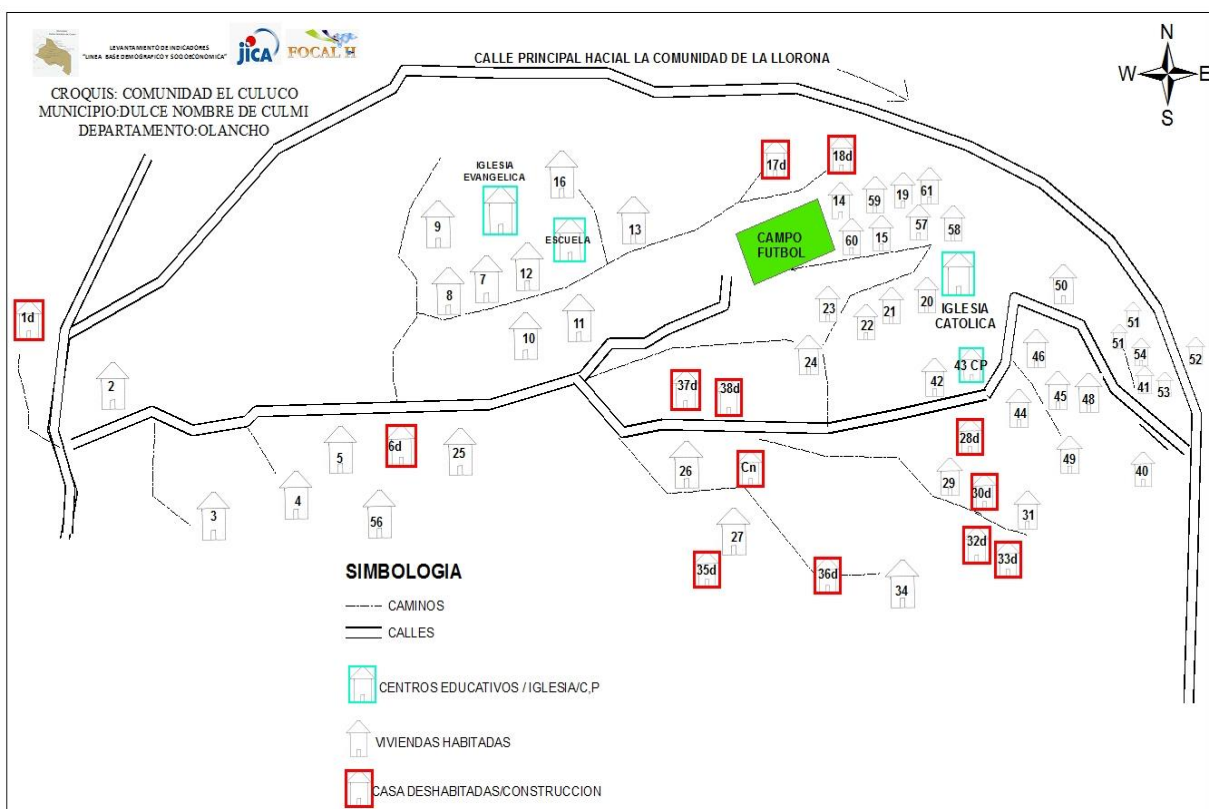 LEVANTAMIENTO DE INDICADORES
"LINEA BASE DEMOGRAFICO Y SOCIOECONOMICA"
JICA
FOCAL H
CROQUIS: COMUNIDAD EL CULUCO
MUNICIPIO:DULCE NOMBRE DE CULMI
DEPARTAMENTO:OLANCHO
CALLE PRINCIPAL HACIAL LA COMUNIDAD DE LA LLORONA
N
W E
S
17d
18d
IGLESIA
EVANGELICA
16
14
59
19
61
9
ESCUELA
13
CAMPO
FUTBOL
60
15
57
58
8
7
12
10
11
23
22
21
20
IGLESIA
CATOLICA
50
1d
2
24
37d
38d
42
43 CP
46
51
51
54
52
41
53
44
45
48
5
6d
25
26
Cn
28d
29
30d
49
40
3
4
56
27
31
32d
33d
35d
36d
34
SIMBOLOGIA
CAMINOS
CALLES
CENTROS EDUCATIVOS / IGLESIA/C,P
VIVIENDAS HABITADAS
CASA DESHABITADAS/CONSTRUCCION